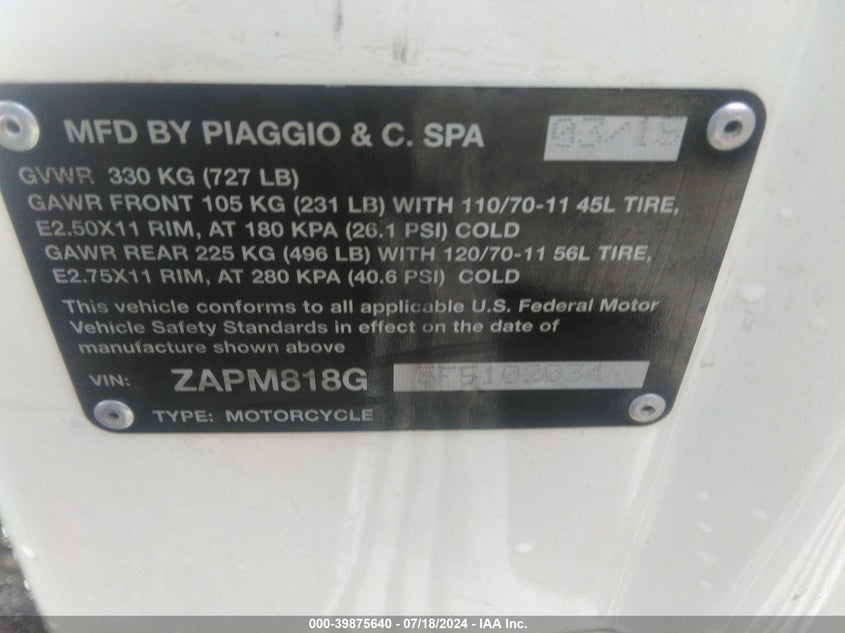 MFD BY PIAGGIO & C. SPA
GVWR 330 KG (727 LB)
GAWR FRONT 105 KG (231 LB) WITH 110/70-11 45L TIRE,
E2.50X11 RIM, AT 180 KPA (26.1 PSI) COLD
GAWR REAR 225 KG (496 LB) WITH 120/70-11 56L TIRE,
E2.75X11 RIM, AT 280 KPA (40.6 PSI) COLD
This vehicle conforms to all applicable U.S. Federal Motor
Vehicle Safety Standards in effect on the date of
manufacture shown above
VIN: ZAPM818G
TYPE: MOTORCYCLE
000-39875640 - 07/18/2024 - IAA Inc.